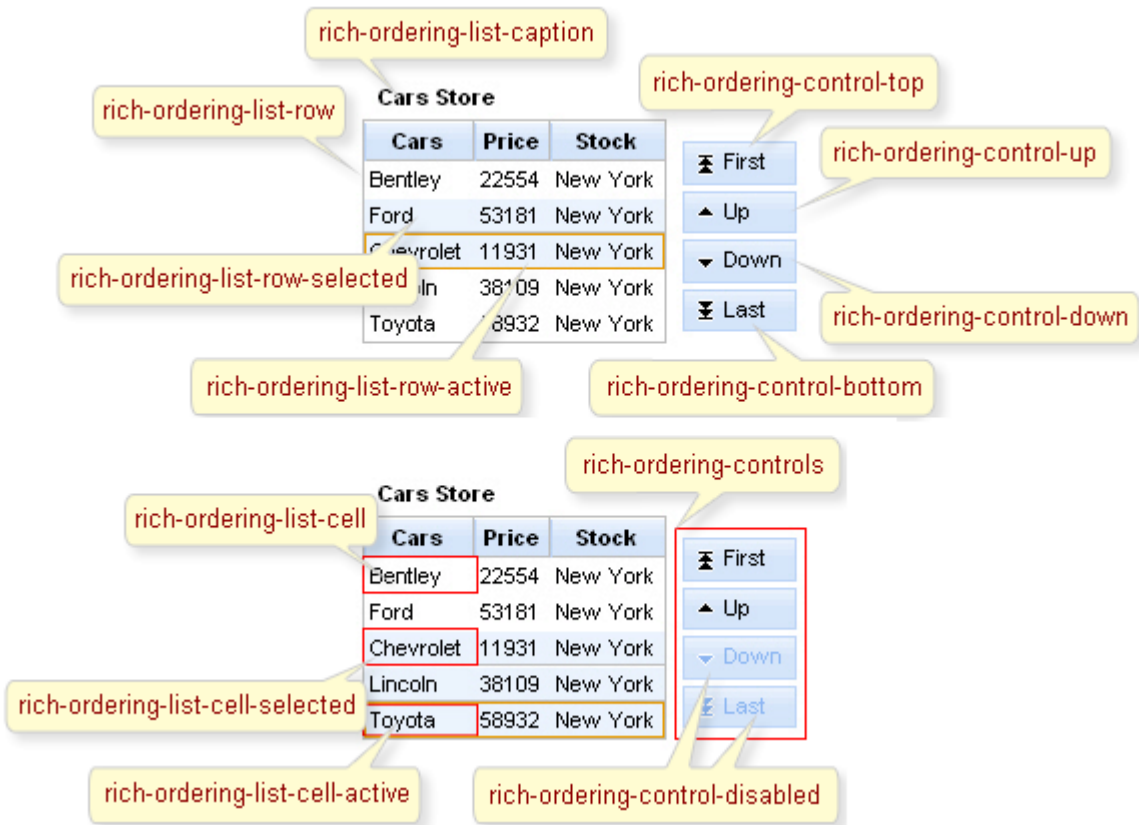 rich-ordering-list-caption
rich-ordering-control-top
rich-ordering-list-row
Cars Store
rich-ordering-control-up
Cars Price Stock
First
Bentley 22554 New York
Up
Ford 53181 New York
Chevrolet 11931 New York
Down
rich-ordering-list-row-selected
38109 New York
Last
Toyota New York
rich-ordering-control-down
rich-ordering-list-row-active
rich-ordering-control-bottom
rich-ordering-controls
Cars Store
rich-ordering-list-cell
Cars Price Stock
First
Bentley 22554 New York
Up
Ford 53181 New York
Chevrolet 11931 New York
Down
Lincoln 38109 New York
rich-ordering-list-cell-selected
Last
Toyota 58932 New York
rich-ordering-list-cell-active
rich-ordering-control-disabled